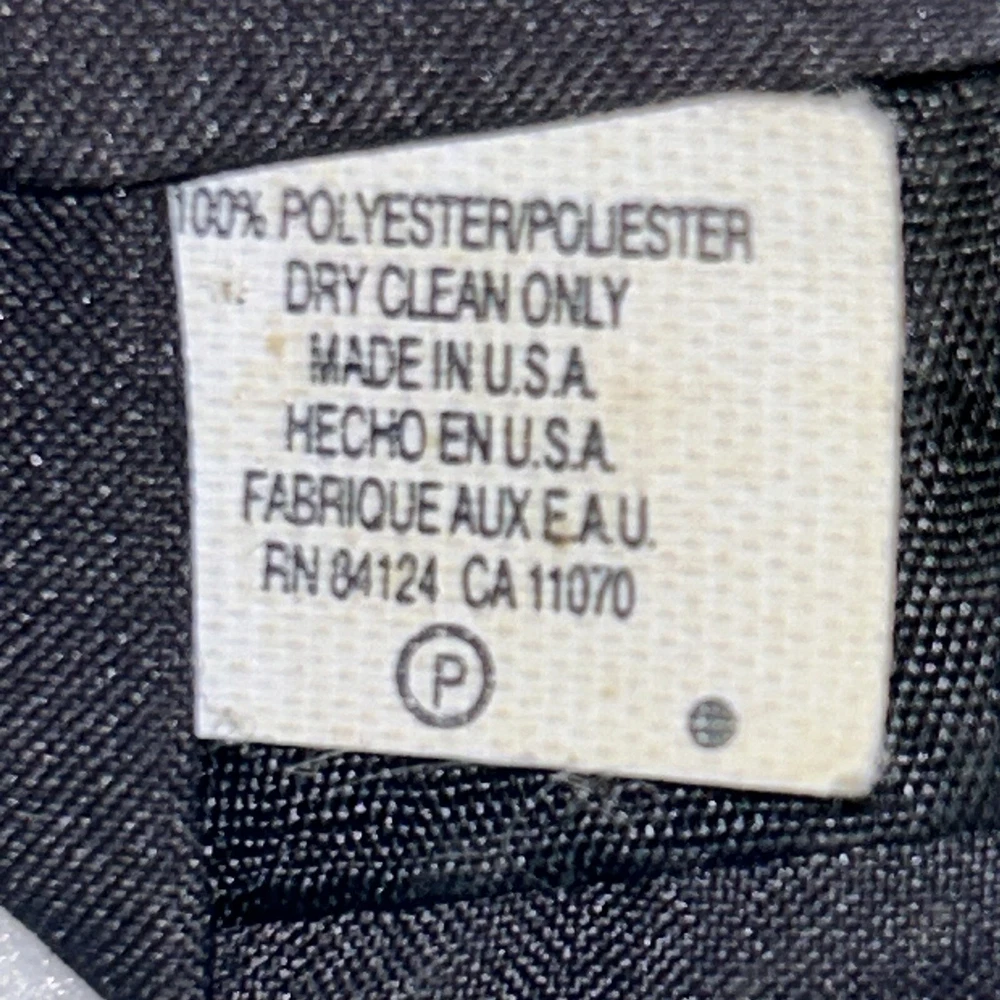 100% POLYESTER/POLIESTER
DRY CLEAN ONLY
MADE IN U.S.A.
HECHO EN U.S.A.
FABRIQUE AUX E.A.U.
RN 84124 CA 11070
P